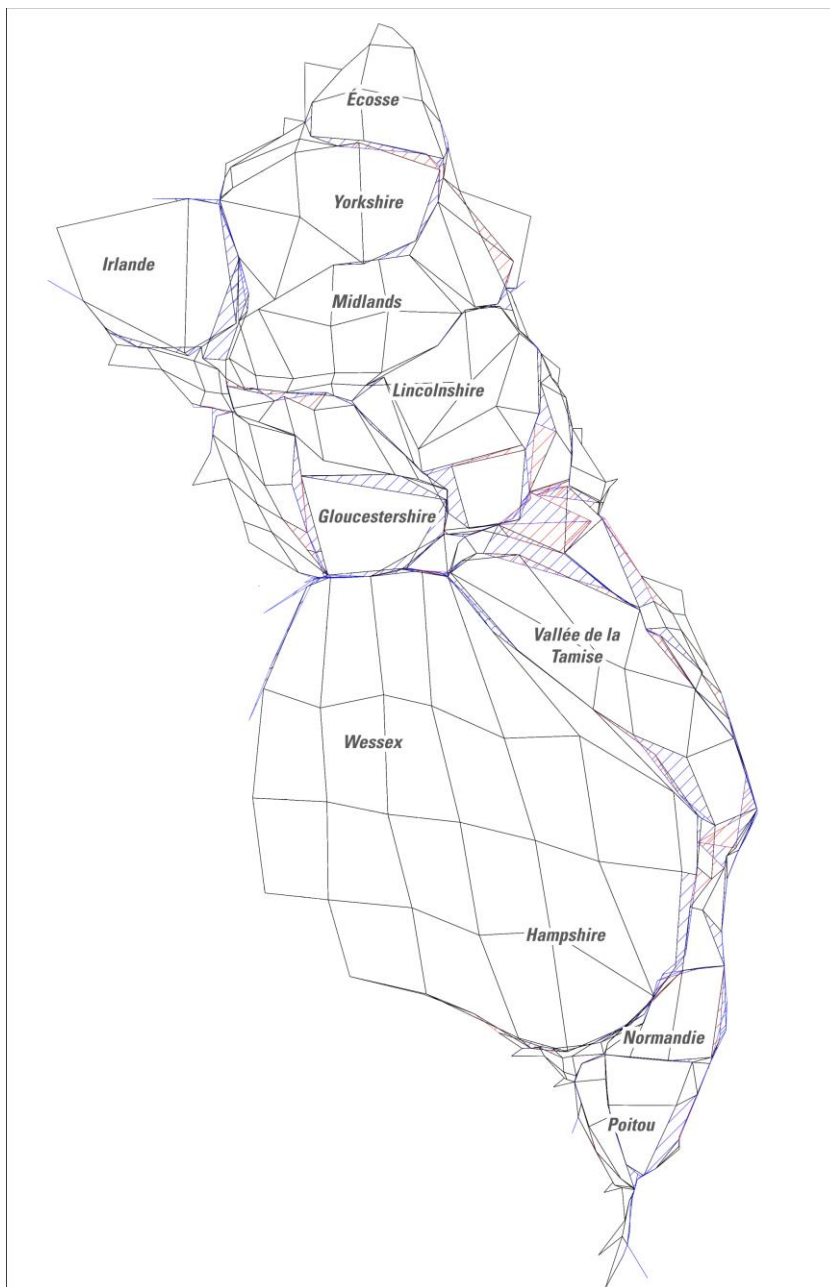 Écosse
Yorkshire
Irlande
Midlands
Lincolnshire
Gloucestershire
Vallée de la
Tamise
Wessex
Hampshire
Normandie
Poitou